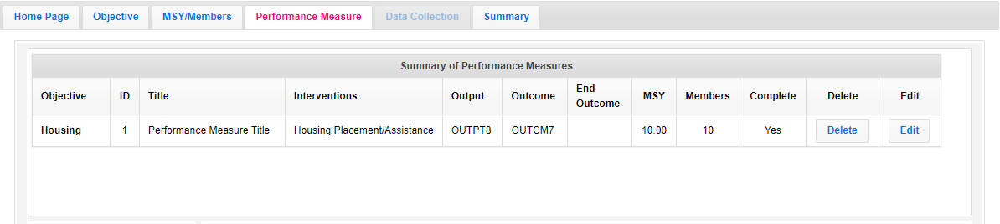 Home Page Objective MSY/Members Performance Measure Data Collection Summary
Summary of Performance Measures
Objective ID Title Interventions Output Outcome End Outcome MSY Members Complete Delete Edit
Housing 1 Performance Measure Title Housing Placement/Assistance OUTPT8 OUTCM7 10.00 10 Yes Delete Edit